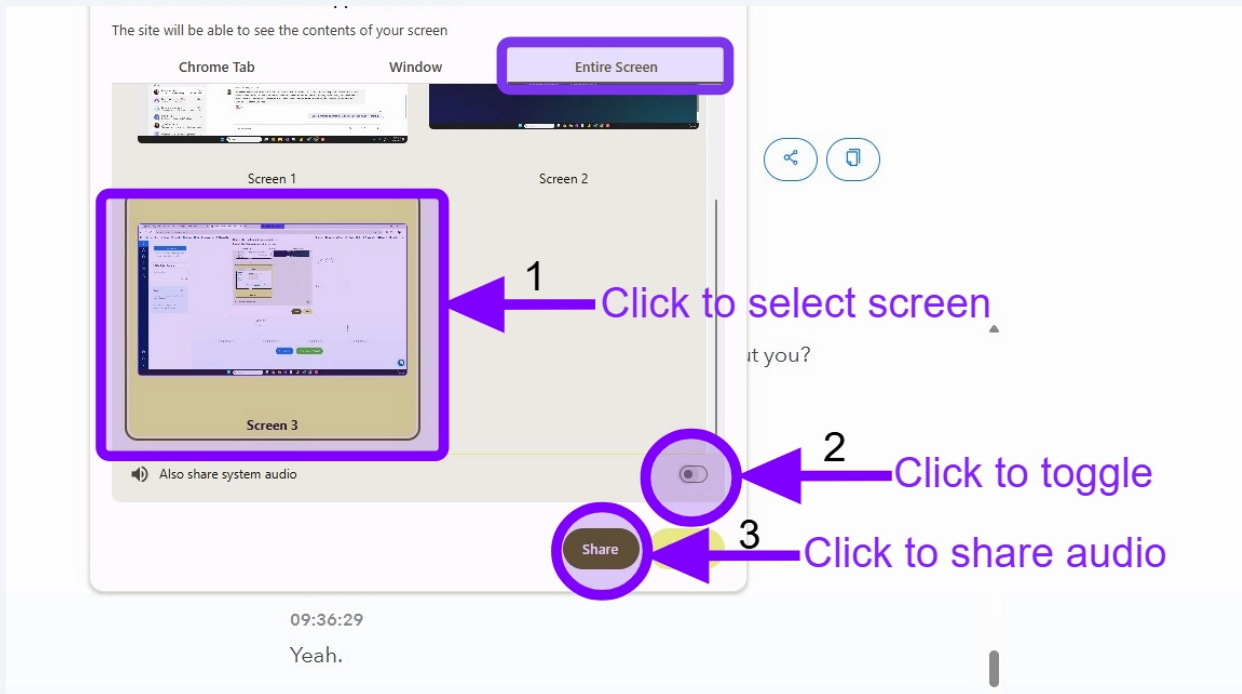 The site will be able to see the contents of your screen
Chrome Tab Window Entire Screen
Screen 1 Screen 2
1
Click to select screen
ut you?
Screen 3
2
Also share system audio
Click to toggle
3
Share
Click to share audio
09:36:29
Yeah.